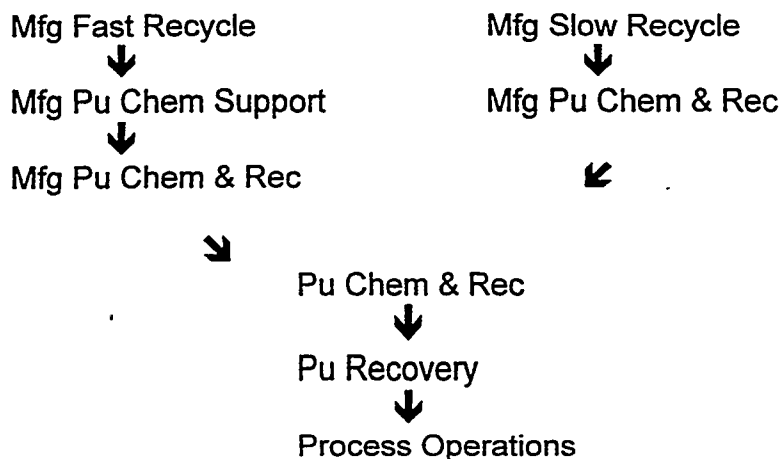 Mfg Fast Recycle
Mfg Slow Recycle
Mfg Pu Chem Support
Mfg Pu Chem & Rec
Mfg Pu Chem & Rec
Pu Chem & Rec
Pu Recovery
Process Operations